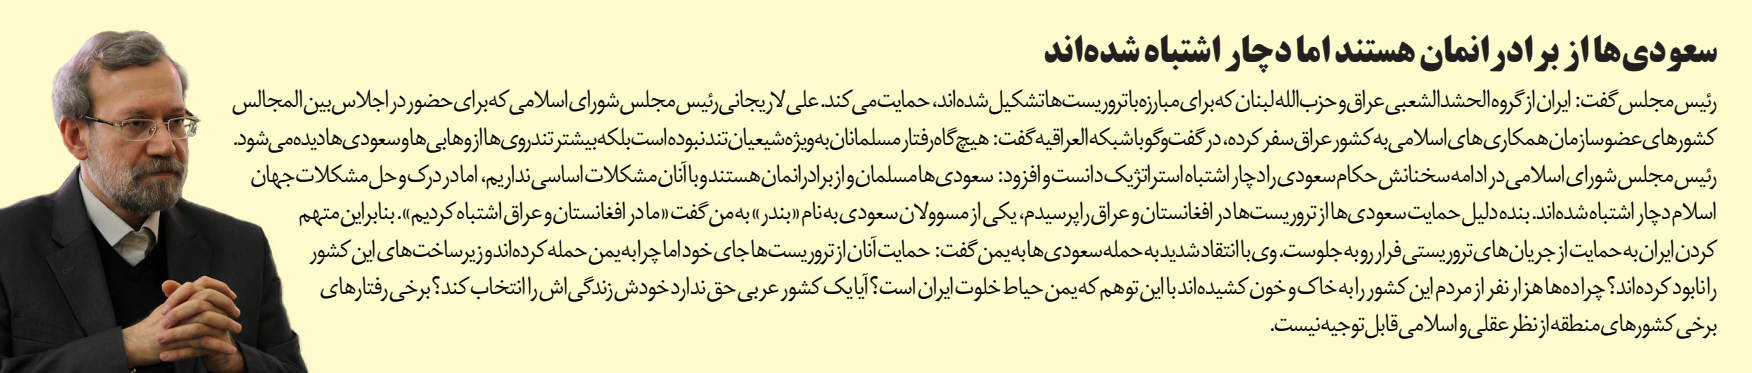 سعودی‌ها از برادرانمان هستند اما دچار اشتباه شده‌اند
رئیس مجلس گفت: ایران از گروه الحشد الشعبی عراق و حزب‌الله لبنان که برای مبارزه با تروریست‌ها تشکیل شده‌اند، حمایت می‌کند. علی لاریجانی رئیس مجلس شورای اسلامی که برای حضور در اجلاس بین‌المجالس
کشورهای عضو سازمان همکاری‌های اسلامی به کشور عراق سفر کرده، در گفت‌وگو با شبکه العراقیه گفت: هیچ گاه رفتار مسلمانان به‌ویژه شیعیان تند نبوده است بلکه بیشتر تندروی‌ها از وهابی‌ها و سعودی‌ها دیده می‌شود.
رئیس مجلس شورای اسلامی در ادامه سخنانش حکام سعودی را دچار اشتباه استراتژیک دانست و افزود: سعودی‌ها مسلمان و از برادرانمان هستند و با آنان مشکلات اساسی نداریم، اما در درک و حل مشکلات جهان
اسلام دچار اشتباه شده‌اند. بنده دلیل حمایت سعودی‌ها از تروریست‌ها در افغانستان و عراق را پرسیدم، یکی از مسوولان سعودی به نام «بندر» به من گفت «ما در افغانستان و عراق اشتباه کردیم». بنابراین متهم
کردن ایران به حمایت از جریان‌های تروریستی فرار رو به جلوست. وی با انتقاد شدید به حمله سعودی‌ها به یمن گفت: حمایت آنان از تروریست‌ها جای خود اما چرا به یمن حمله کرده‌اند و زیرساخت‌های این کشور
را نابود کرده‌اند؟ چرا ده‌ها هزار نفر از مردم این کشور را به خاک و خون کشیده‌اند با این توهم که یمن حیاط خلوت ایران است؟ آیا یک کشور عربی حق ندارد خودش زندگی‌اش را انتخاب کند؟ برخی رفتارهای
برخی کشورهای منطقه از نظر عقلی و اسلامی قابل توجیه نیست.